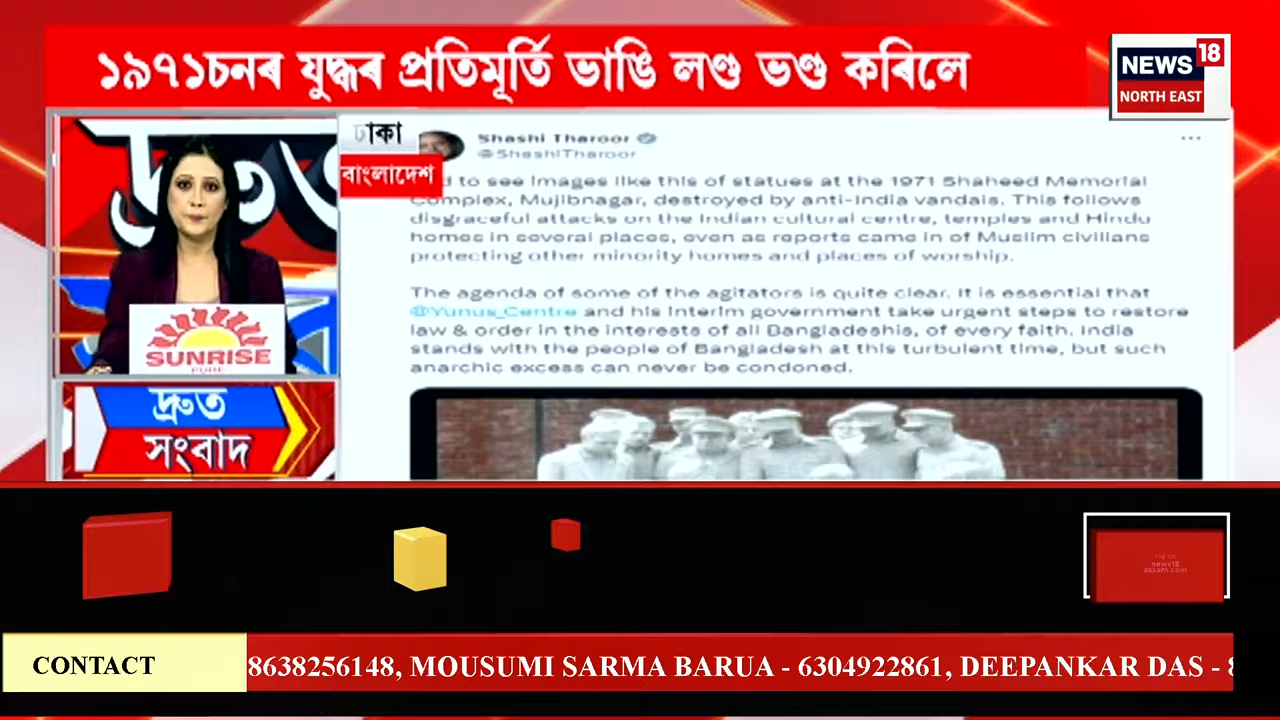 ১৯৭১চনৰ যুদ্ধৰ প্ৰতিমূৰ্তি ভাঙি লণ্ড ভণ্ড কৰিলে
NEWS 18
NORTH EAST
দ্ৰুত
ঢাকা
বাংলাদেশ
Shashi Tharoor
@ShashiTharoor
to see images like this of statues at the 1971 Shaheed Memorial
Complex, Mujibnagar, destroyed by anti-India vandals. This follows
disgraceful attacks on the Indian cultural centre, temples and Hindu
homes in several places, even as reports came in of Muslim civilians
protecting other minority homes and places of worship.
The agenda of some of the agitators is quite clear. It is essential that
@Yunus_Centre and his interim government take urgent steps to restore
law & order in the interests of all Bangladeshis, of every faith. India
stands with the people of Bangladesh at this turbulent time, but such
anarchic excess can never be condoned.
SUNRISE
PURE
দ্ৰুত
সংবাদ
news18
assam.com
CONTACT
8638256148, MOUSUMI SARMA BARUA - 6304922861, DEEPANKAR DAS -